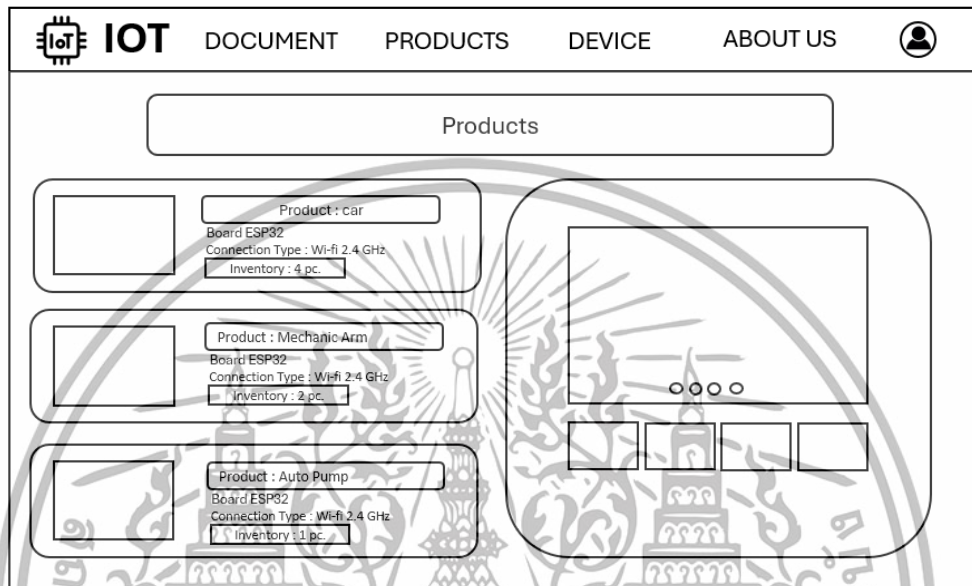 IoT IOT DOCUMENT PRODUCTS DEVICE ABOUT US
Products
Product : car
Board ESP32
Connection Type : Wi-fi 2.4 GHz
Inventory : 4 pc.
Product : Mechanic Arm
Board ESP32
Connection Type : Wi-fi 2.4 GHz
Inventory : 2 pc.
Product : Auto Pump
Board ESP32
Connection Type : Wi-fi 2.4 GHz
Inventory : 1 pc.